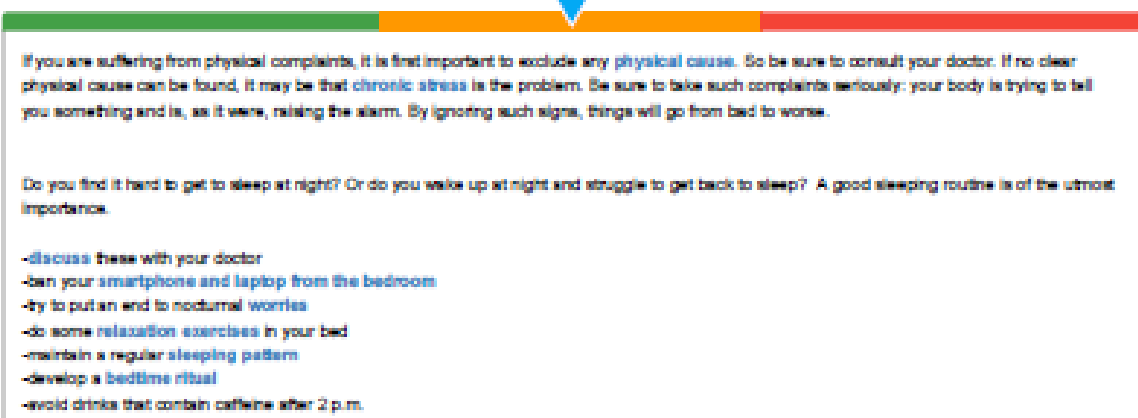 If you are suffering from physical complaints, it is first important to exclude any physical cause. So be sure to consult your doctor. If no clear
physical cause can be found, it may be that chronic stress is the problem. Be sure to take such complaints seriously: your body is trying to tell
you something and is, as it were, raising the alarm. By ignoring such signs, things will go from bad to worse.
Do you find it hard to get to sleep at night? Or do you wake up at night and struggle to get back to sleep? A good sleeping routine is of the utmost
importance.
-discuss these with your doctor
-ban your smartphone and laptop from the bedroom
-try to put an end to nocturnal worries
-do some relaxation exercises in your bed
-maintain a regular sleeping pattern
-develop a bedtime ritual
-avoid drinks that contain caffeine after 2 p.m.